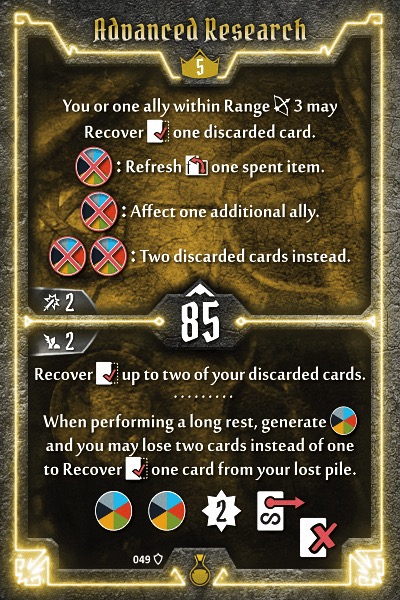 Advanced Research
5
You or one ally within Range 3 may
Recover one discarded card.
: Refresh one spent item.
: Affect one additional ally.
: Two discarded cards instead.
2
85
2
Recover up to two of your discarded cards.
.........
When performing a long rest, generate
and you may lose two cards instead of one
to Recover one card from your lost pile.
2
049